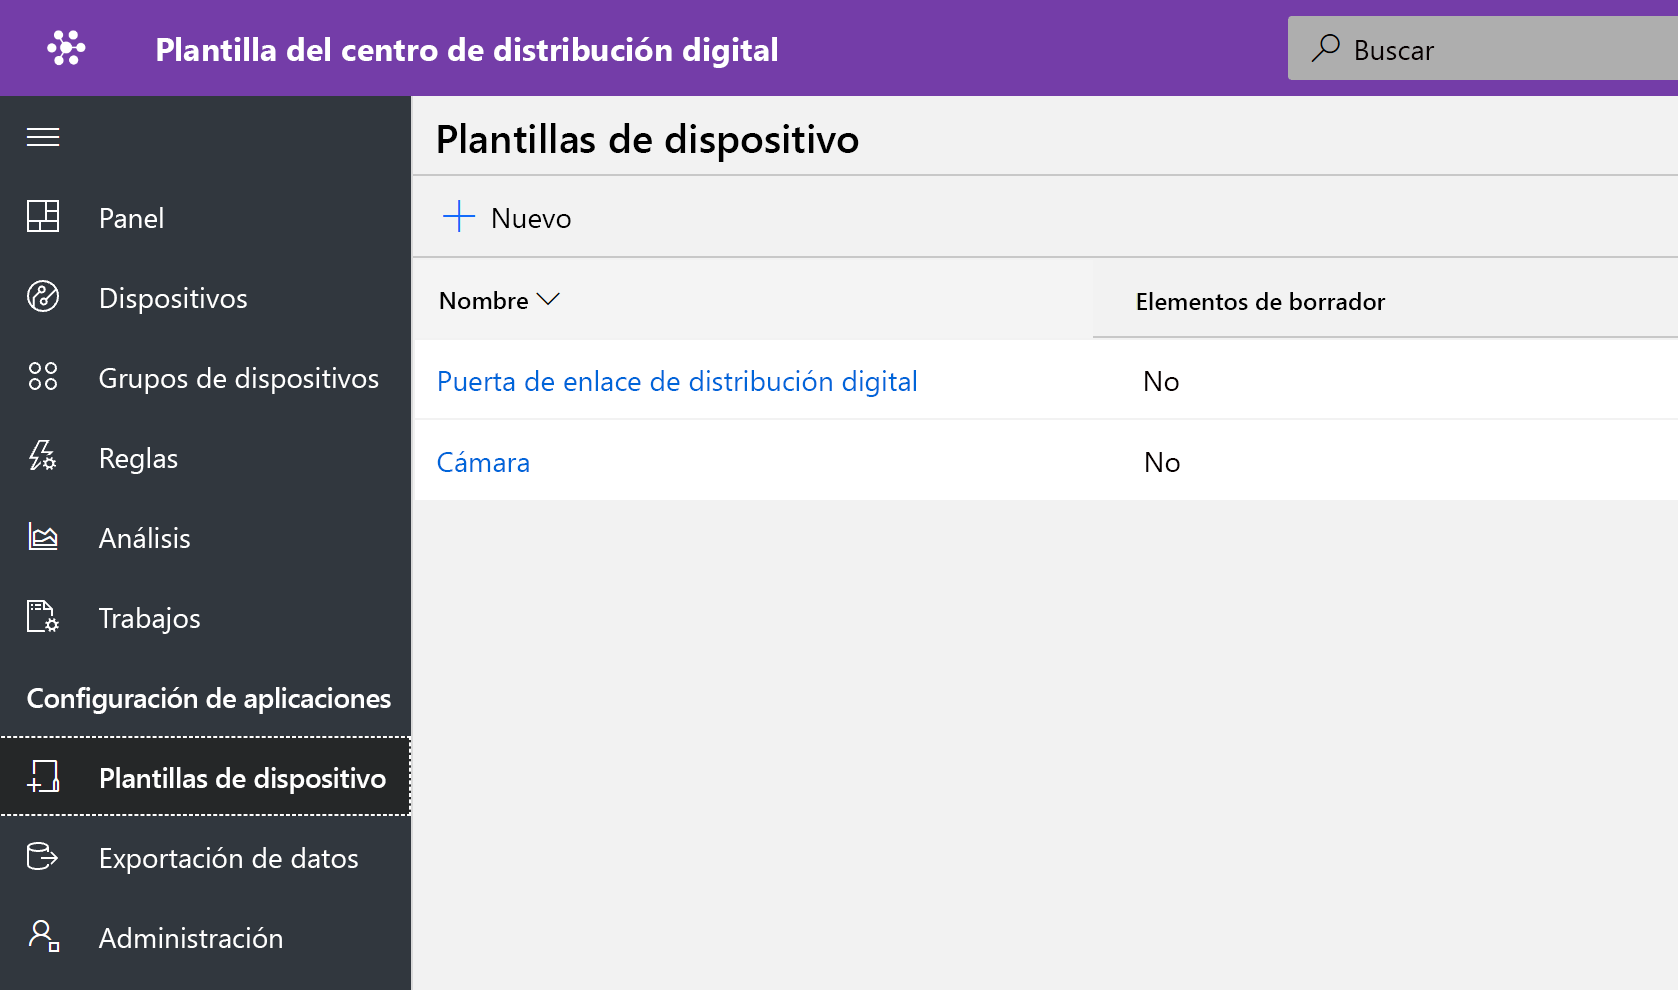 Plantilla del centro de distribución digital
Buscar
Panel
Dispositivos
Grupos de dispositivos
Reglas
Análisis
Trabajos
Configuración de aplicaciones
Plantillas de dispositivo
Exportación de datos
Administración
Plantillas de dispositivo
Nuevo
Nombre
Elementos de borrador
Puerta de enlace de distribución digital
No
Cámara
No